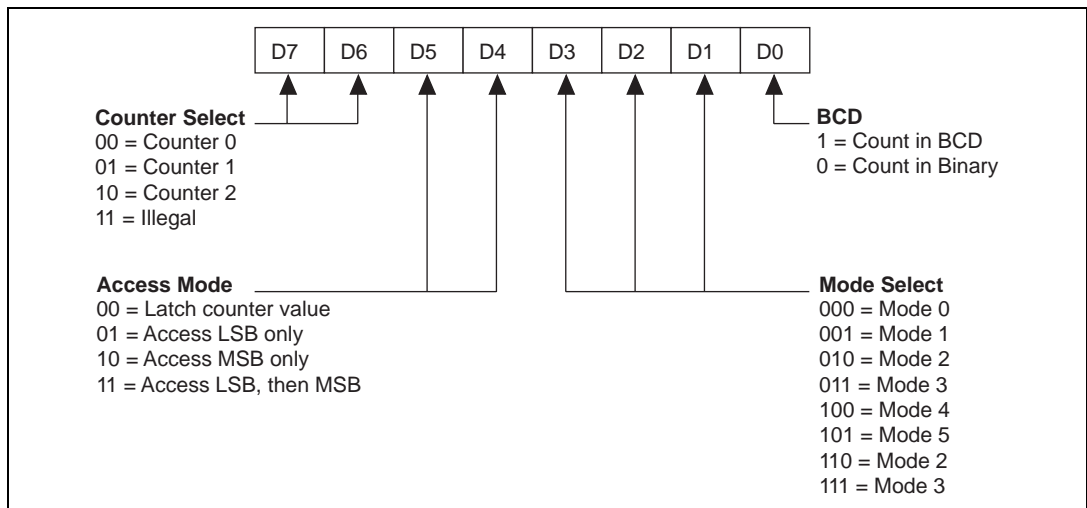 D7 D6 D5 D4 D3 D2 D1 D0
Counter Select
00 = Counter 0
01 = Counter 1
10 = Counter 2
11 = Illegal
BCD
1 = Count in BCD
0 = Count in Binary
Access Mode
00 = Latch counter value
01 = Access LSB only
10 = Access MSB only
11 = Access LSB, then MSB
Mode Select
000 = Mode 0
001 = Mode 1
010 = Mode 2
011 = Mode 3
100 = Mode 4
101 = Mode 5
110 = Mode 2
111 = Mode 3